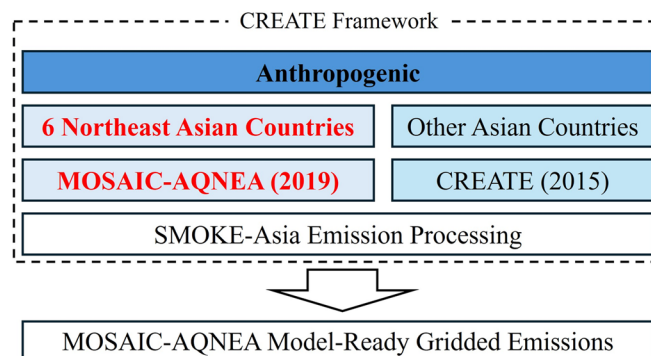 CREATE Framework
Anthropogenic
6 Northeast Asian Countries
Other Asian Countries
MOSAIC-AQNEA (2019)
CREATE (2015)
SMOKE-Asia Emission Processing
MOSAIC-AQNEA Model-Ready Gridded Emissions